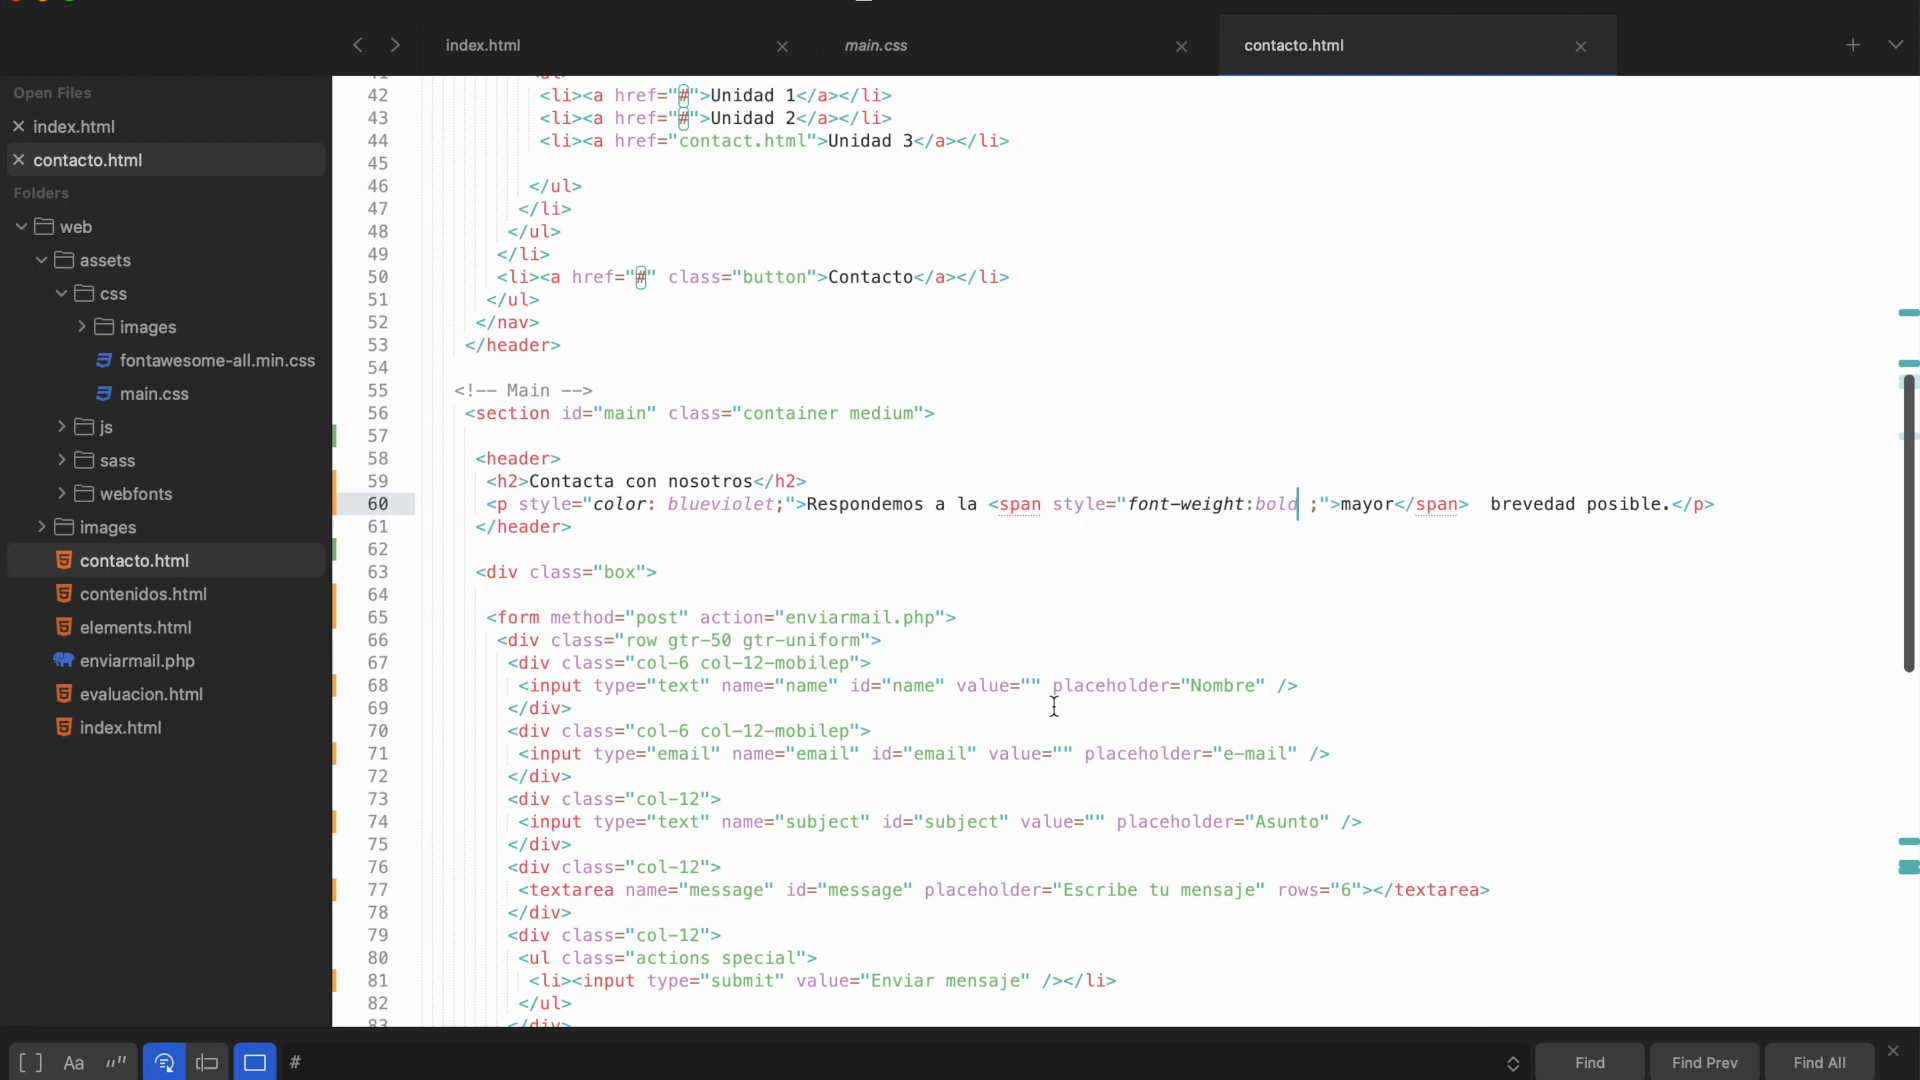 index.html
main.css
contacto.html
Open Files
index.html
contacto.html
Folders
web
assets
css
images
fontawesome-all.min.css
main.css
js
sass
webfonts
images
contacto.html
contenidos.html
elements.html
enviarmail.php
evaluacion.html
index.html
41 <ul>
42 <li><a href="#">Unidad 1</a></li>
43 <li><a href="#">Unidad 2</a></li>
44 <li><a href="contact.html">Unidad 3</a></li>
45
46 </ul>
47 </li>
48 </ul>
49 </li>
50 <li><a href="#" class="button">Contacto</a></li>
51 </ul>
52 </nav>
53 </header>
54
55 <!-- Main -->
56 <section id="main" class="container medium">
57
58 <header>
59 <h2>Contacta con nosotros</h2>
60 <p style="color: blueviolet;">Respondemos a la <span style="font-weight:bold ;">mayor</span>  brevedad posible.</p>
61 </header>
62
63 <div class="box">
64
65 <form method="post" action="enviarmail.php">
66 <div class="row gtr-50 gtr-uniform">
67 <div class="col-6 col-12-mobilep">
68 <input type="text" name="name" id="name" value="" placeholder="Nombre" />
69 </div>
70 <div class="col-6 col-12-mobilep">
71 <input type="email" name="email" id="email" value="" placeholder="e-mail" />
72 </div>
73 <div class="col-12">
74 <input type="text" name="subject" id="subject" value="" placeholder="Asunto" />
75 </div>
76 <div class="col-12">
77 <textarea name="message" id="message" placeholder="Escribe tu mensaje" rows="6"></textarea>
78 </div>
79 <div class="col-12">
80 <ul class="actions special">
81 <li><input type="submit" value="Enviar mensaje" /></li>
82 </ul>
83 </div>
[ ] Aa “”
#
Find
Find Prev
Find All